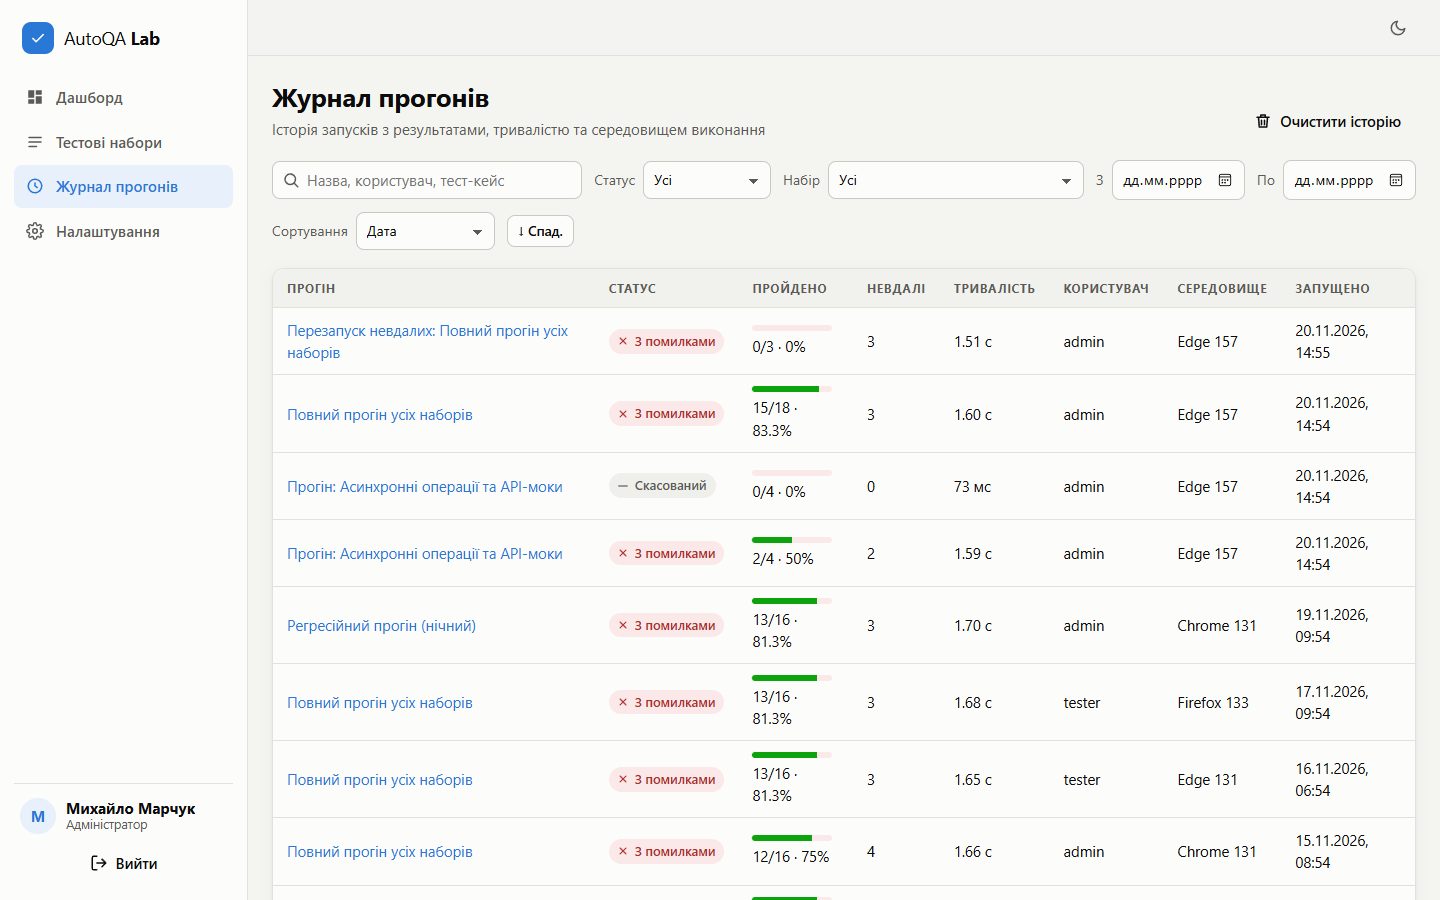 AutoQA Lab
Дашборд
Тестові набори
Журнал прогонів
Налаштування
М
Михайло Марчук
Адміністратор
Вийти
Журнал прогонів
Історія запусків з результатами, тривалістю та середовищем виконання
Очистити історію
Назва, користувач, тест-кейс
Статус Усі Набір Усі З дд.мм.рррр По дд.мм.рррр
Сортування Дата ↓ Спад.
ПРОГІН СТАТУС ПРОЙДЕНО НЕВДАЛІ ТРИВАЛІСТЬ КОРИСТУВАЧ СЕРЕДОВИЩЕ ЗАПУЩЕНО
Перезапуск невдалих: Повний прогін усіх
наборів
× З помилками 0/3 · 0% 3 1.51 с admin Edge 157 20.11.2026,
14:55
Повний прогін усіх наборів × З помилками 15/18 ·
83.3%
3 1.60 с admin Edge 157 20.11.2026,
14:54
Прогін: Асинхронні операції та API-моки — Скасований 0/4 · 0% 0 73 мс admin Edge 157 20.11.2026,
14:54
Прогін: Асинхронні операції та API-моки × З помилками 2/4 · 50% 2 1.59 с admin Edge 157 20.11.2026,
14:54
Регресійний прогін (нічний) × З помилками 13/16 ·
81.3%
3 1.70 с admin Chrome 131 19.11.2026,
09:54
Повний прогін усіх наборів × З помилками 13/16 ·
81.3%
3 1.68 с tester Firefox 133 17.11.2026,
09:54
Повний прогін усіх наборів × З помилками 13/16 ·
81.3%
3 1.65 с tester Edge 131 16.11.2026,
06:54
Повний прогін усіх наборів × З помилками 12/16 · 75% 4 1.66 с admin Chrome 131 15.11.2026,
08:54